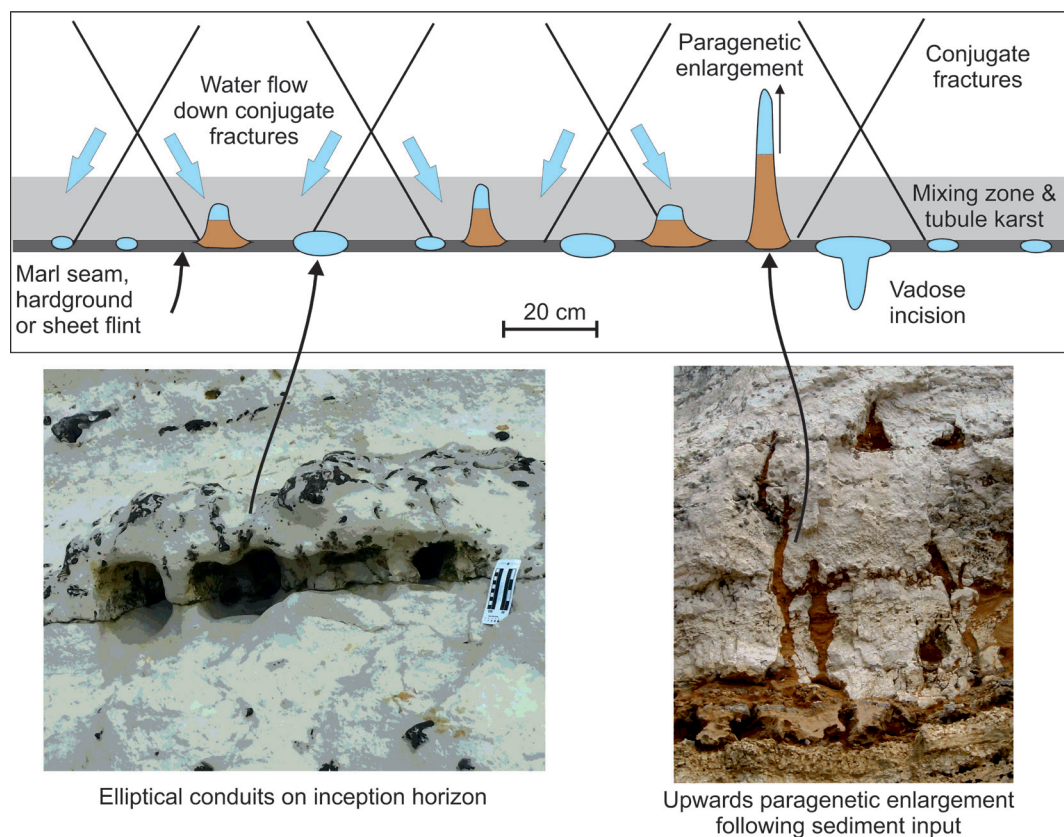 Water flow
down conjugate
fractures
Paragenetic
enlargement
Conjugate
fractures
Mixing zone &
tubule karst
Marl seam,
hardground
or sheet flint
20 cm
Vadose
incision
Elliptical conduits on inception horizon
Upwards paragenetic enlargement
following sediment input